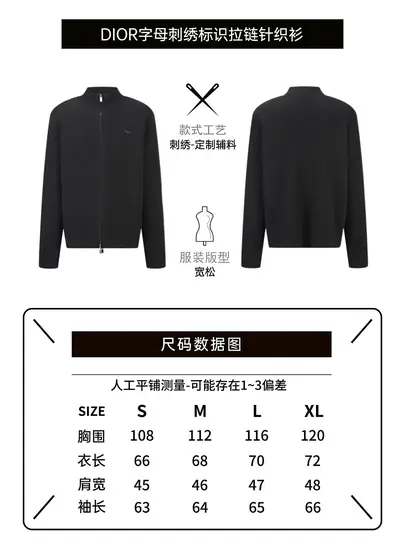 DIOR字母刺绣标识拉链针织衫
款式工艺
刺绣-定制辅料
服装版型
宽松
尺码数据图
人工平铺测量-可能存在1~3偏差
SIZE S M L XL
胸围 108 112 116 120
衣长 66 68 70 72
肩宽 45 46 47 48
袖长 63 64 65 66